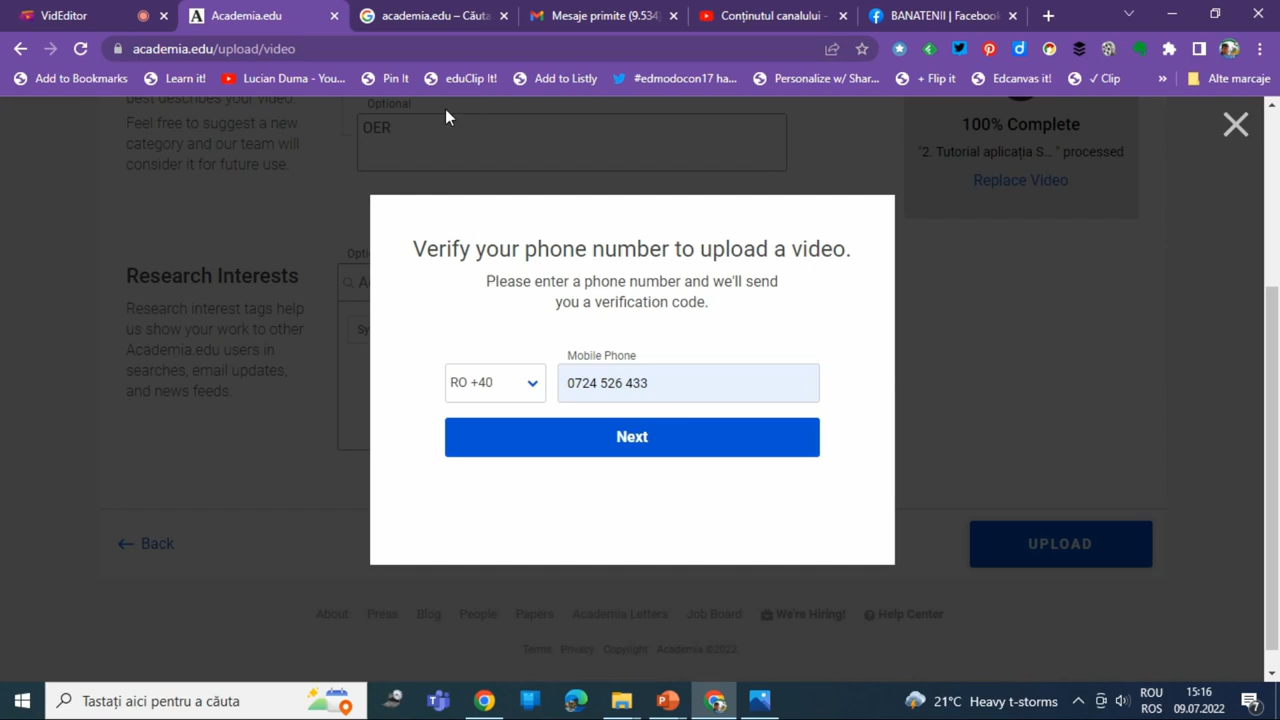 VidEditor
Academia.edu
academia.edu – Căuta
Mesaje primite (9.534)
Conținutul canalului -
BANATENII | Facebook
academia.edu/upload/video
Add to Bookmarks
Learn it!
Lucian Duma - You...
Pin It
eduClip It!
Add to Listly
#edmodocon17 ha...
Personalize w/ Shar...
+ Flip it
Edcanvas it!
✓ Clip
»
Alte marcaje
best describes your video.
Feel free to suggest a new
category and our team will
consider it for future use.
Optional
OER
100% Complete
"2. Tutorial aplicația S... " processed
Replace Video
Verify your phone number to upload a video.
Please enter a phone number and we'll send
you a verification code.
Mobile Phone
RO +40
0724 526 433
Next
Research Interests
Research interest tags help
us show your work to other
Academia.edu users in
searches, email updates,
and news feeds.
Back
UPLOAD
About
Press
Blog
People
Papers
Academia Letters
Job Board
We're Hiring!
Help Center
Terms
Privacy
Copyright
Academia ©2022
Tastați aici pentru a căuta
21°C Heavy t-storms
ROU
ROS
15:16
09.07.2022
7